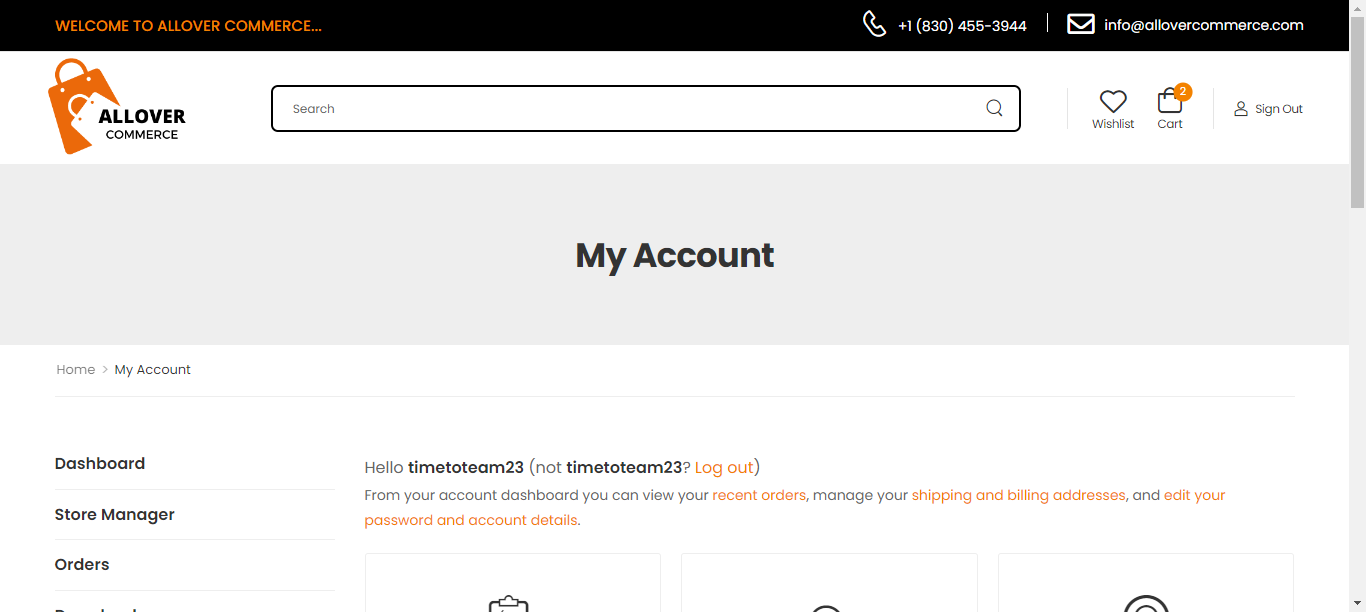 WELCOME TO ALLOVER COMMERCE...
+1 (830) 455-3944
info@allovercommerce.com
ALLOVER
COMMERCE
Search
Wishlist
2
Cart
Sign Out
My Account
Home > My Account
Dashboard
Store Manager
Orders
Hello timetoteam23 (not timetoteam23? Log out)
From your account dashboard you can view your recent orders, manage your shipping and billing addresses, and edit your
password and account details.